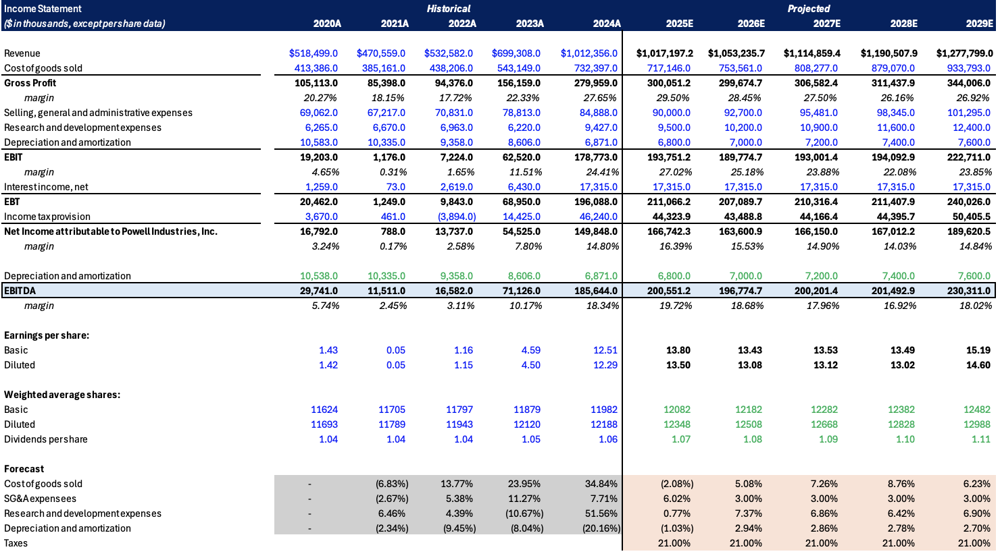 Income Statement Historical Projected
($ in thousands, except per share data) 2020A 2021A 2022A 2023A 2024A 2025E 2026E 2027E 2028E 2029E
Revenue $518,499.0 $470,559.0 $532,582.0 $699,308.0 $1,012,356.0 $1,017,197.2 $1,053,235.7 $1,114,859.4 $1,190,507.9 $1,277,799.0
Cost of goods sold 413,386.0 385,161.0 438,206.0 543,149.0 732,397.0 717,146.0 753,561.0 808,277.0 879,070.0 933,793.0
Gross Profit 105,113.0 85,398.0 94,376.0 156,159.0 279,959.0 300,051.2 299,674.7 306,582.4 311,437.9 344,006.0
margin 20.27% 18.15% 17.72% 22.33% 27.65% 29.50% 28.45% 27.50% 26.16% 26.92%
Selling, general and administrative expenses 69,062.0 67,217.0 70,831.0 78,813.0 84,888.0 90,000.0 92,700.0 95,481.0 98,345.0 101,295.0
Research and development expenses 6,265.0 6,670.0 6,963.0 6,220.0 9,427.0 9,500.0 10,200.0 10,900.0 11,600.0 12,400.0
Depreciation and amortization 10,583.0 10,335.0 9,358.0 8,606.0 6,871.0 6,800.0 7,000.0 7,200.0 7,400.0 7,600.0
EBIT 19,203.0 1,176.0 7,224.0 62,520.0 178,773.0 193,751.2 189,774.7 193,001.4 194,092.9 222,711.0
margin 4.65% 0.31% 1.65% 11.51% 24.41% 27.02% 25.18% 23.88% 22.08% 23.85%
Interest income, net 1,259.0 73.0 2,619.0 6,430.0 17,315.0 17,315.0 17,315.0 17,315.0 17,315.0 17,315.0
EBT 20,462.0 1,249.0 9,843.0 68,950.0 196,088.0 211,066.2 207,089.7 210,316.4 211,407.9 240,026.0
Income tax provision 3,670.0 461.0 (3,894.0) 14,425.0 46,240.0 44,323.9 43,488.8 44,166.4 44,395.7 50,405.5
Net Income attributable to Powell Industries, Inc. 16,792.0 788.0 13,737.0 54,525.0 149,848.0 166,742.3 163,600.9 166,150.0 167,012.2 189,620.5
margin 3.24% 0.17% 2.58% 7.80% 14.80% 16.39% 15.53% 14.90% 14.03% 14.84%
Depreciation and amortization 10,538.0 10,335.0 9,358.0 8,606.0 6,871.0 6,800.0 7,000.0 7,200.0 7,400.0 7,600.0
EBITDA 29,741.0 11,511.0 16,582.0 71,126.0 185,644.0 200,551.2 196,774.7 200,201.4 201,492.9 230,311.0
margin 5.74% 2.45% 3.11% 10.17% 18.34% 19.72% 18.68% 17.96% 16.92% 18.02%
Earnings per share:
Basic 1.43 0.05 1.16 4.59 12.51 13.80 13.43 13.53 13.49 15.19
Diluted 1.42 0.05 1.15 4.50 12.29 13.50 13.08 13.12 13.02 14.60
Weighted average shares:
Basic 11624 11705 11797 11879 11982 12082 12182 12282 12382 12482
Diluted 11693 11789 11943 12120 12188 12348 12508 12668 12828 12988
Dividends per share 1.04 1.04 1.04 1.05 1.06 1.07 1.08 1.09 1.10 1.11
Forecast
Cost of goods sold - (6.83%) 13.77% 23.95% 34.84% (2.08%) 5.08% 7.26% 8.76% 6.23%
SG&A expensees - (2.67%) 5.38% 11.27% 7.71% 6.02% 3.00% 3.00% 3.00% 3.00%
Research and development expenses - 6.46% 4.39% (10.67%) 51.56% 0.77% 7.37% 6.86% 6.42% 6.90%
Depreciation and amortization - (2.34%) (9.45%) (8.04%) (20.16%) (1.03%) 2.94% 2.86% 2.78% 2.70%
Taxes 21.00% 21.00% 21.00% 21.00% 21.00%